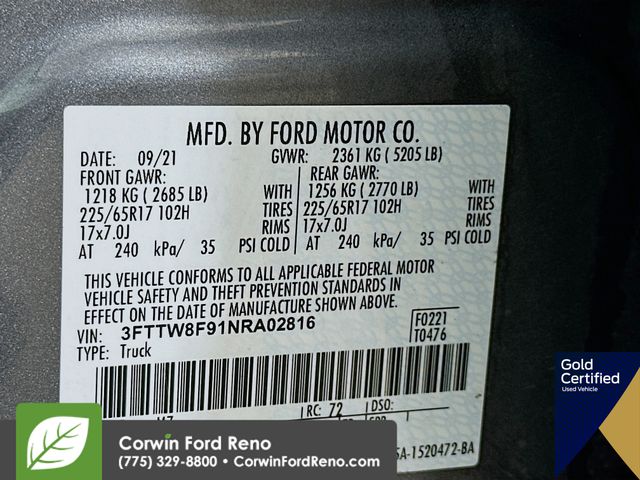 MFD. BY FORD MOTOR CO.
DATE: 09/21 GVWR: 2361 KG ( 5205 LB)
FRONT GAWR: REAR GAWR:
1218 KG ( 2685 LB) WITH 1256 KG ( 2770 LB) WITH
225/65R17 102H TIRES 225/65R17 102H TIRES
17x7.0J RIMS 17x7.0J RIMS
AT 240 kPa/ 35 PSI COLD AT 240 kPa/ 35 PSI COLD
THIS VEHICLE CONFORMS TO ALL APPLICABLE FEDERAL MOTOR
VEHICLE SAFETY AND THEFT PREVENTION STANDARDS IN
EFFECT ON THE DATE OF MANUFACTURE SHOWN ABOVE.
VIN: 3FTTW8F91NRA02816 F0221
TYPE: Truck T0476
RC: 72 DSO:
5A-1520472-BA
Gold
Certified
Used Vehicle
Corwin Ford Reno
(775) 329-8800 • CorwinFordReno.com